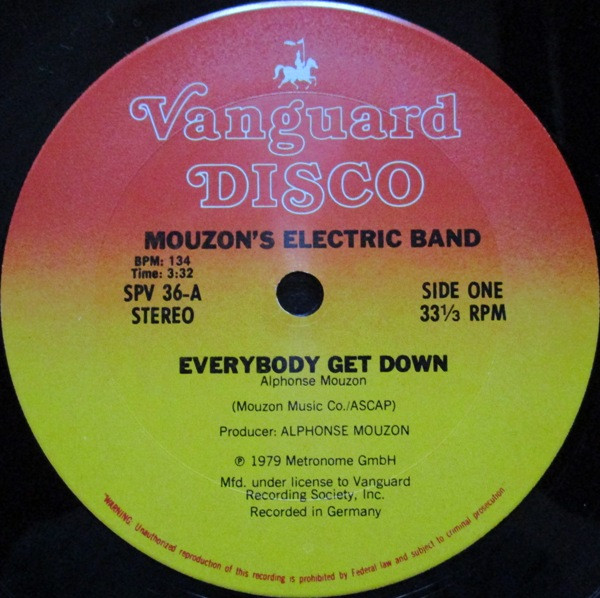 Vanguard
DISCO
MOUZON'S ELECTRIC BAND
BPM: 134
Time: 3:32
SPV 36-A
STEREO
SIDE ONE
33 1/3 RPM
EVERYBODY GET DOWN
Alphonse Mouzon
(Mouzon Music Co./ASCAP)
Producer: ALPHONSE MOUZON
℗ 1979 Metronome GmbH
Mfd. under license to Vanguard
Recording Society, Inc.
Recorded in Germany
"WARNING: Unauthorized reproduction of this recording is prohibited by Federal law and subject to criminal prosecution